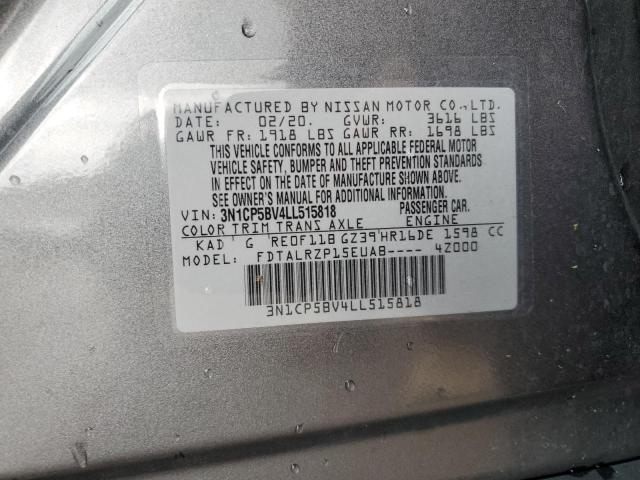 MANUFACTURED BY NISSAN MOTOR CO.,LTD.
DATE: 02/20. GVWR: 3616 LBS
GAWR FR: 1918 LBS GAWR RR: 1698 LBS
THIS VEHICLE CONFORMS TO ALL APPLICABLE FEDERAL MOTOR
VEHICLE SAFETY, BUMPER AND THEFT PREVENTION STANDARDS
IN EFFECT ON THE DATE OF MANUFACTURE SHOWN ABOVE.
SEE OWNER'S MANUAL FOR ADDITIONAL INFORMATION.
VIN: 3N1CP5BV4LL515818 PASSENGER CAR.
COLOR TRIM TRANS AXLE ENGINE
KAD G RE0F11B GZ39 HR16DE 1598 CC
MODEL: FDTALRZP15EUAB---- 4Z000
3N1CP5BV4LL515818